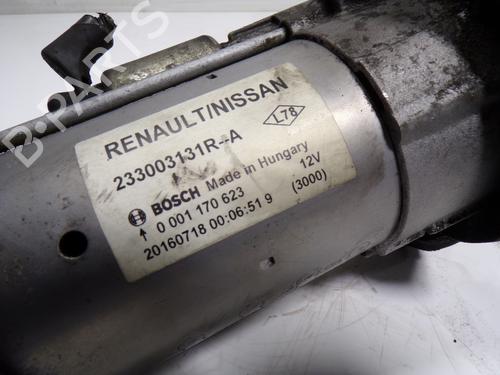 RENAULT/NISSAN
233003131R--A
L78
BOSCH Made in Hungary
0 001 170 623 12V
20160718 00:06:51 9 (3000)
B-PARTS